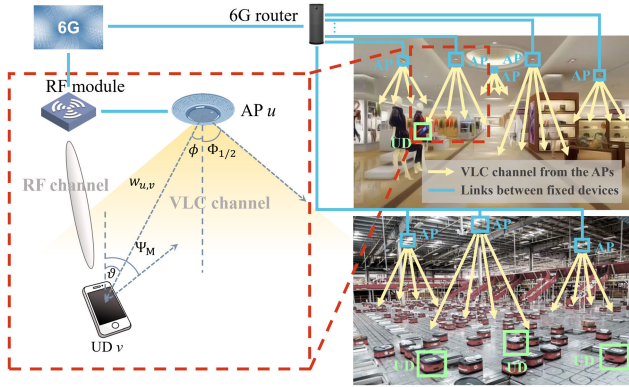 6G
6G router
RF module
AP u
ϕ
Φ1/2
RF channel
w u,v
VLC channel
ΨM
ϑ
UD v
AP
AP
AP
AP
AP
UD
VLC channel from the APs
Links between fixed devices
AP
AP
AP
UD
UD
UD